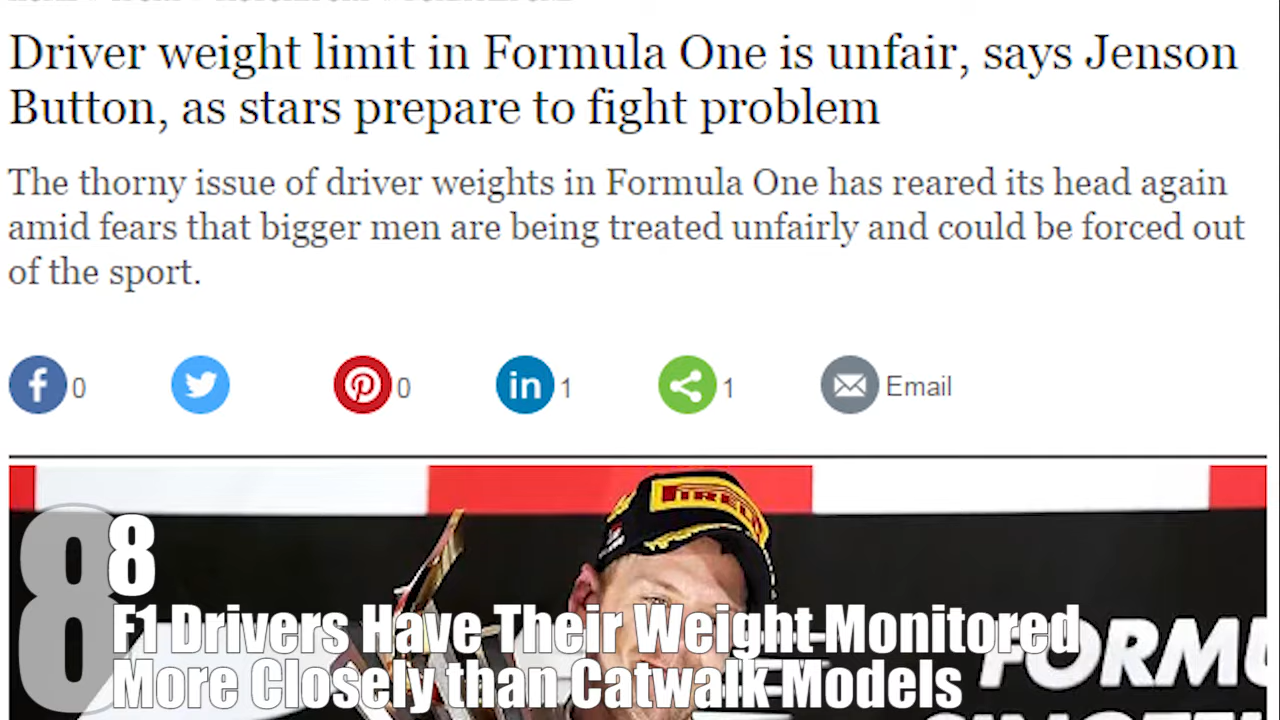 Driver weight limit in Formula One is unfair, says Jenson
Button, as stars prepare to fight problem
The thorny issue of driver weights in Formula One has reared its head again
amid fears that bigger men are being treated unfairly and could be forced out
of the sport.
f 0
0
in 1
1
Email
PIRELLI
8
8
F1 Drivers Have Their Weight Monitored
More Closely than Catwalk Models
FORMU